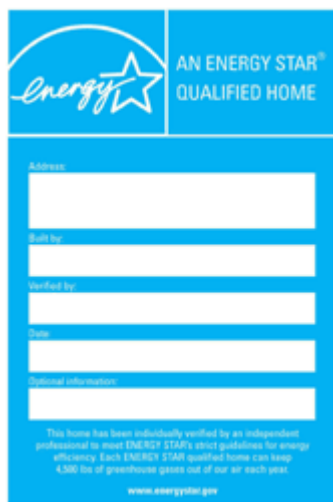 energy
AN ENERGY STAR®
QUALIFIED HOME
Address:
Built by:
Verified by:
Date:
Optional information:
This home has been individually verified by an independent
professional to meet ENERGY STAR's strict guidelines for energy
efficiency. Each ENERGY STAR qualified home can keep
4,500 lbs of greenhouse gases out of our air each year.
www.energystar.gov